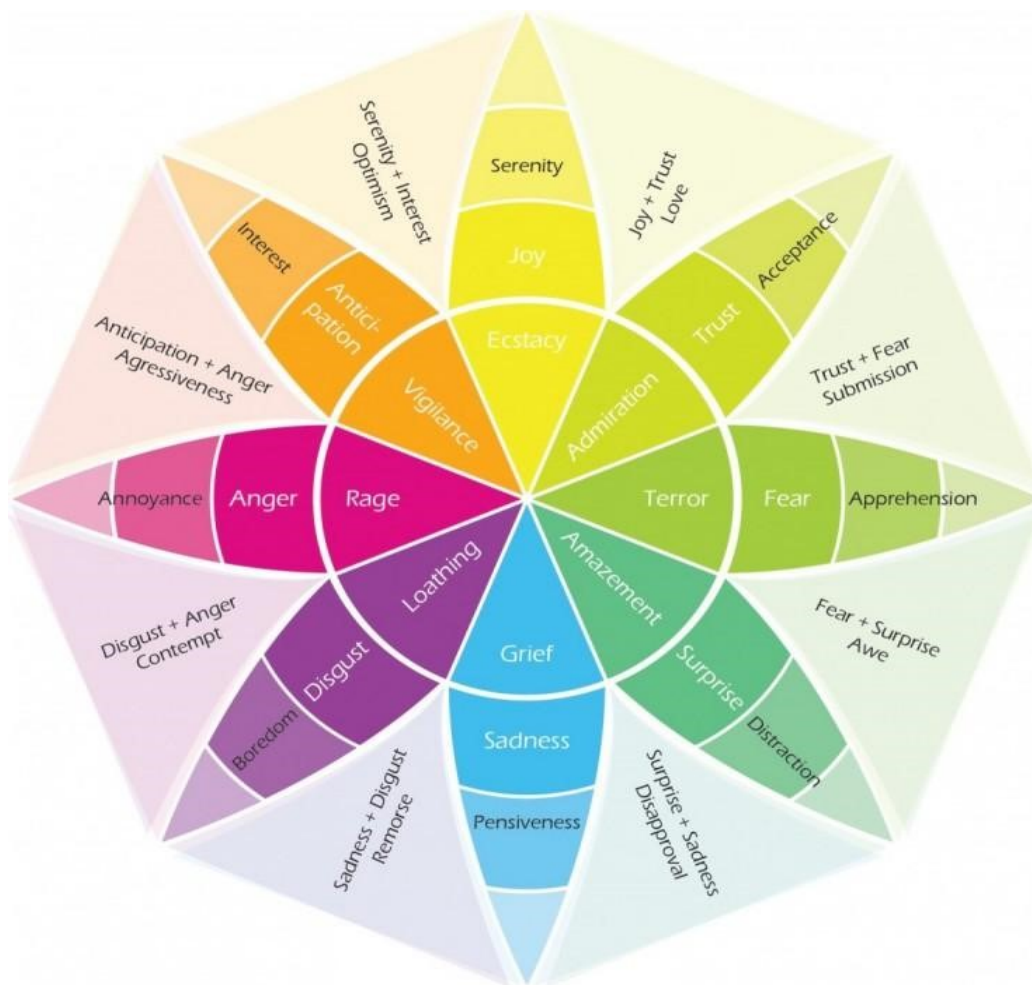 Serenity + Interest
Optimism
Serenity
Joy
Ecstacy
Joy + Trust
Love
Acceptance
Trust
Admiration
Trust + Fear
Submission
Terror
Fear
Apprehension
Fear + Surprise
Awe
Amazement
Surprise
Distraction
Surprise + Sadness
Disapproval
Grief
Sadness
Pensiveness
Sadness + Disgust
Remorse
Loathing
Disgust
Boredom
Disgust + Anger
Contempt
Rage
Anger
Annoyance
Anticipation + Anger
Agressiveness
Vigilance
Antici-
pation
Interest